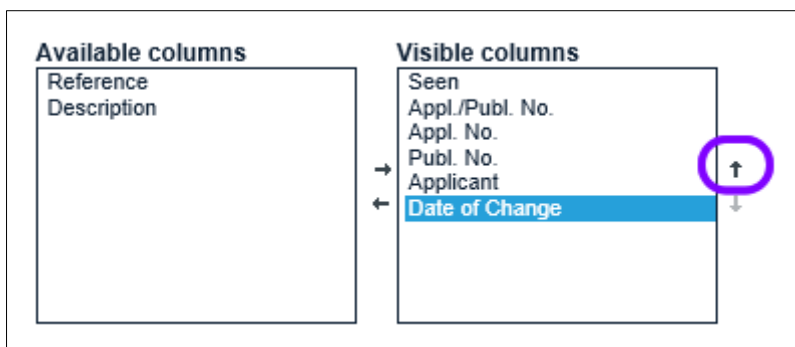 Available columns
Reference
Description
Visible columns
Seen
Appl./Publ. No.
Appl. No.
Publ. No.
Applicant
Date of Change